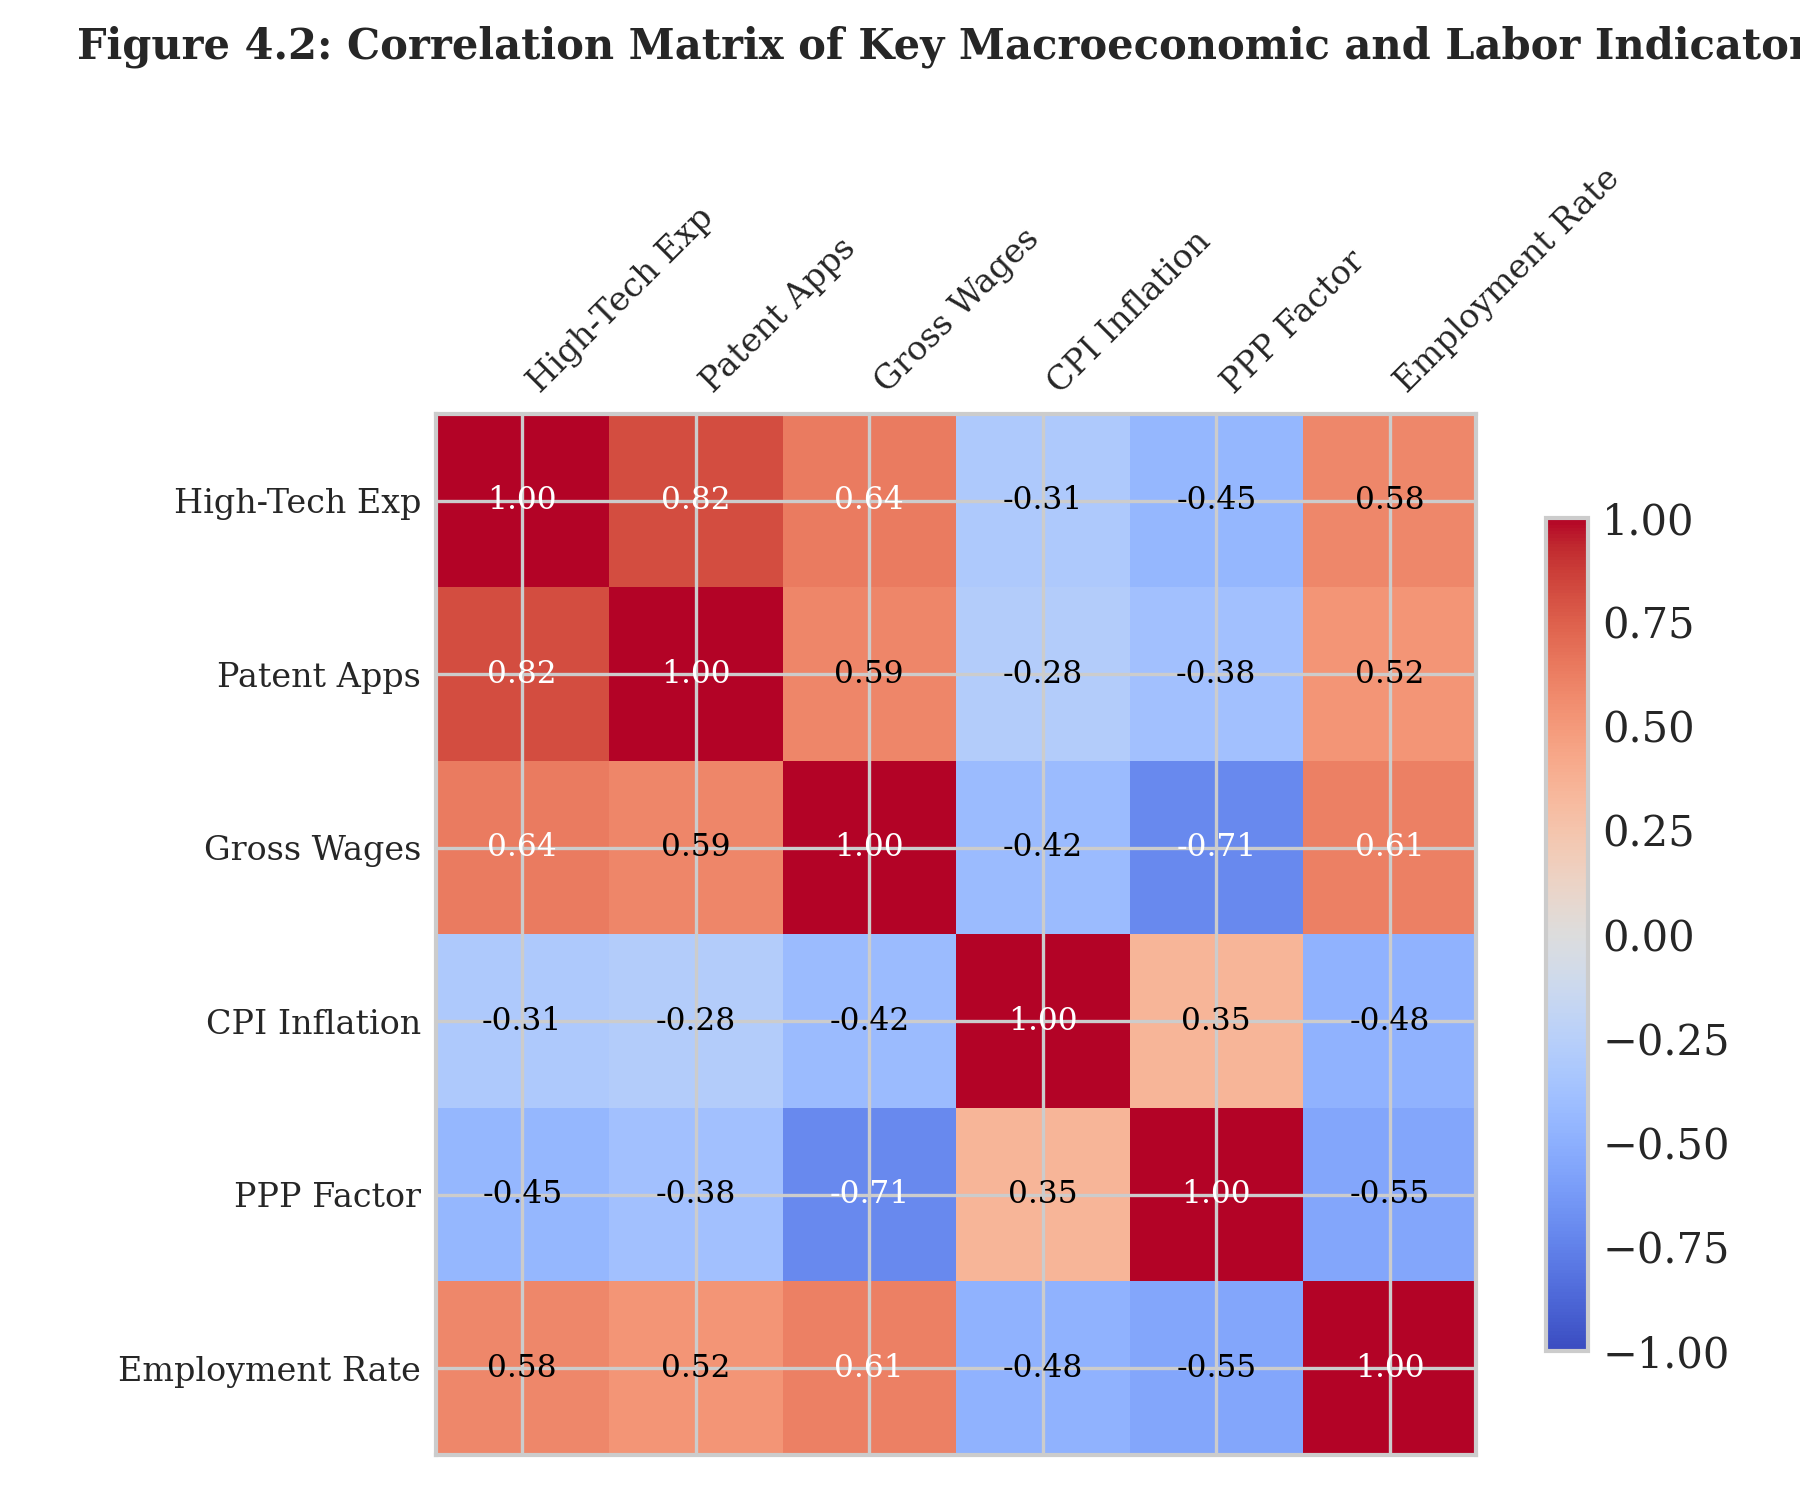 Figure 4.2: Correlation Matrix of Key Macroeconomic and Labor Indicator
High-Tech Exp
Patent Apps
Gross Wages
CPI Inflation
PPP Factor
Employment Rate
High-Tech Exp 1.00 0.82 0.64 -0.31 -0.45 0.58
Patent Apps 0.82 1.00 0.59 -0.28 -0.38 0.52
Gross Wages 0.64 0.59 1.00 -0.42 -0.71 0.61
CPI Inflation -0.31 -0.28 -0.42 1.00 0.35 -0.48
PPP Factor -0.45 -0.38 -0.71 0.35 1.00 -0.55
Employment Rate 0.58 0.52 0.61 -0.48 -0.55 1.00
1.00
0.75
0.50
0.25
0.00
−0.25
−0.50
−0.75
−1.00